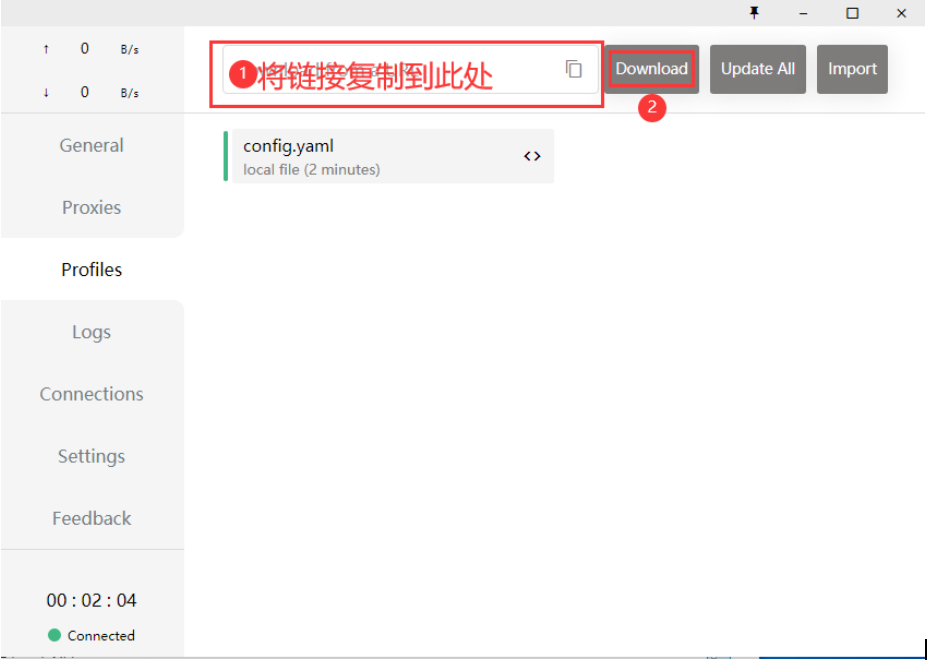 ↑ 0 B/s
↓ 0 B/s
1 将链接复制到此处
Download
Update All
Import
2
General
Proxies
Profiles
Logs
Connections
Settings
Feedback
config.yaml
local file (2 minutes)
<>
00 : 02 : 04
Connected